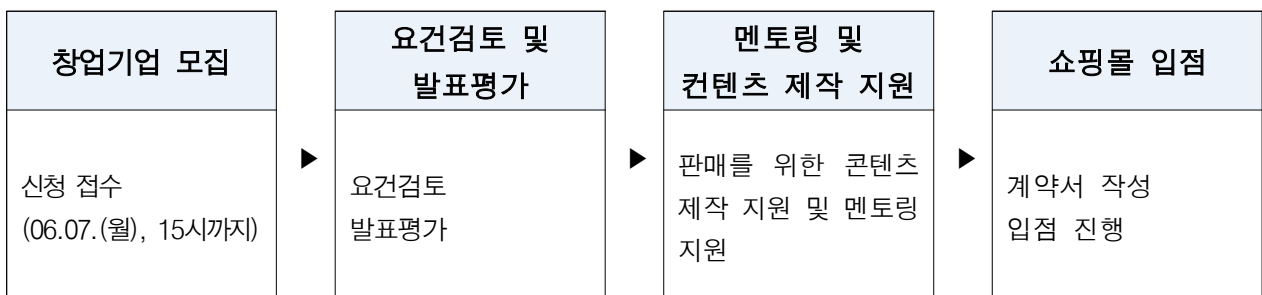 창업기업 모집
신청 접수
(06.07.(월), 15시까지)
▶
요건검토 및
발표평가
요건검토
발표평가
▶
멘토링 및
컨텐츠 제작 지원
판매를 위한 콘텐츠
제작 지원 및 멘토링
지원
▶
쇼핑몰 입점
계약서 작성
입점 진행